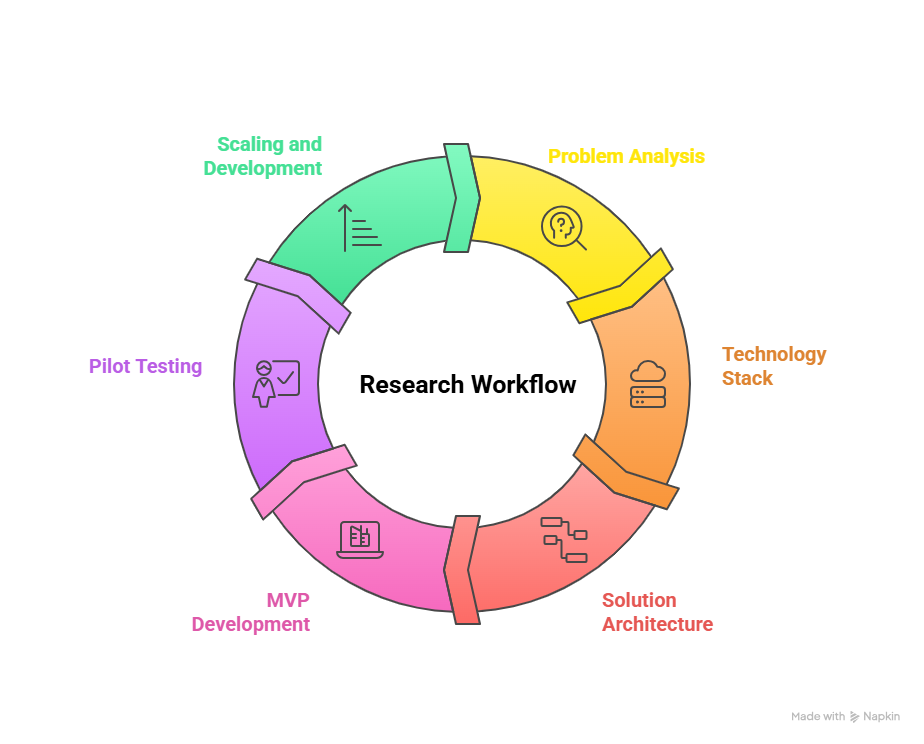 Scaling and
Development
Problem Analysis
Technology
Stack
Pilot Testing
Research Workflow
MVP
Development
Solution
Architecture
Made with Napkin